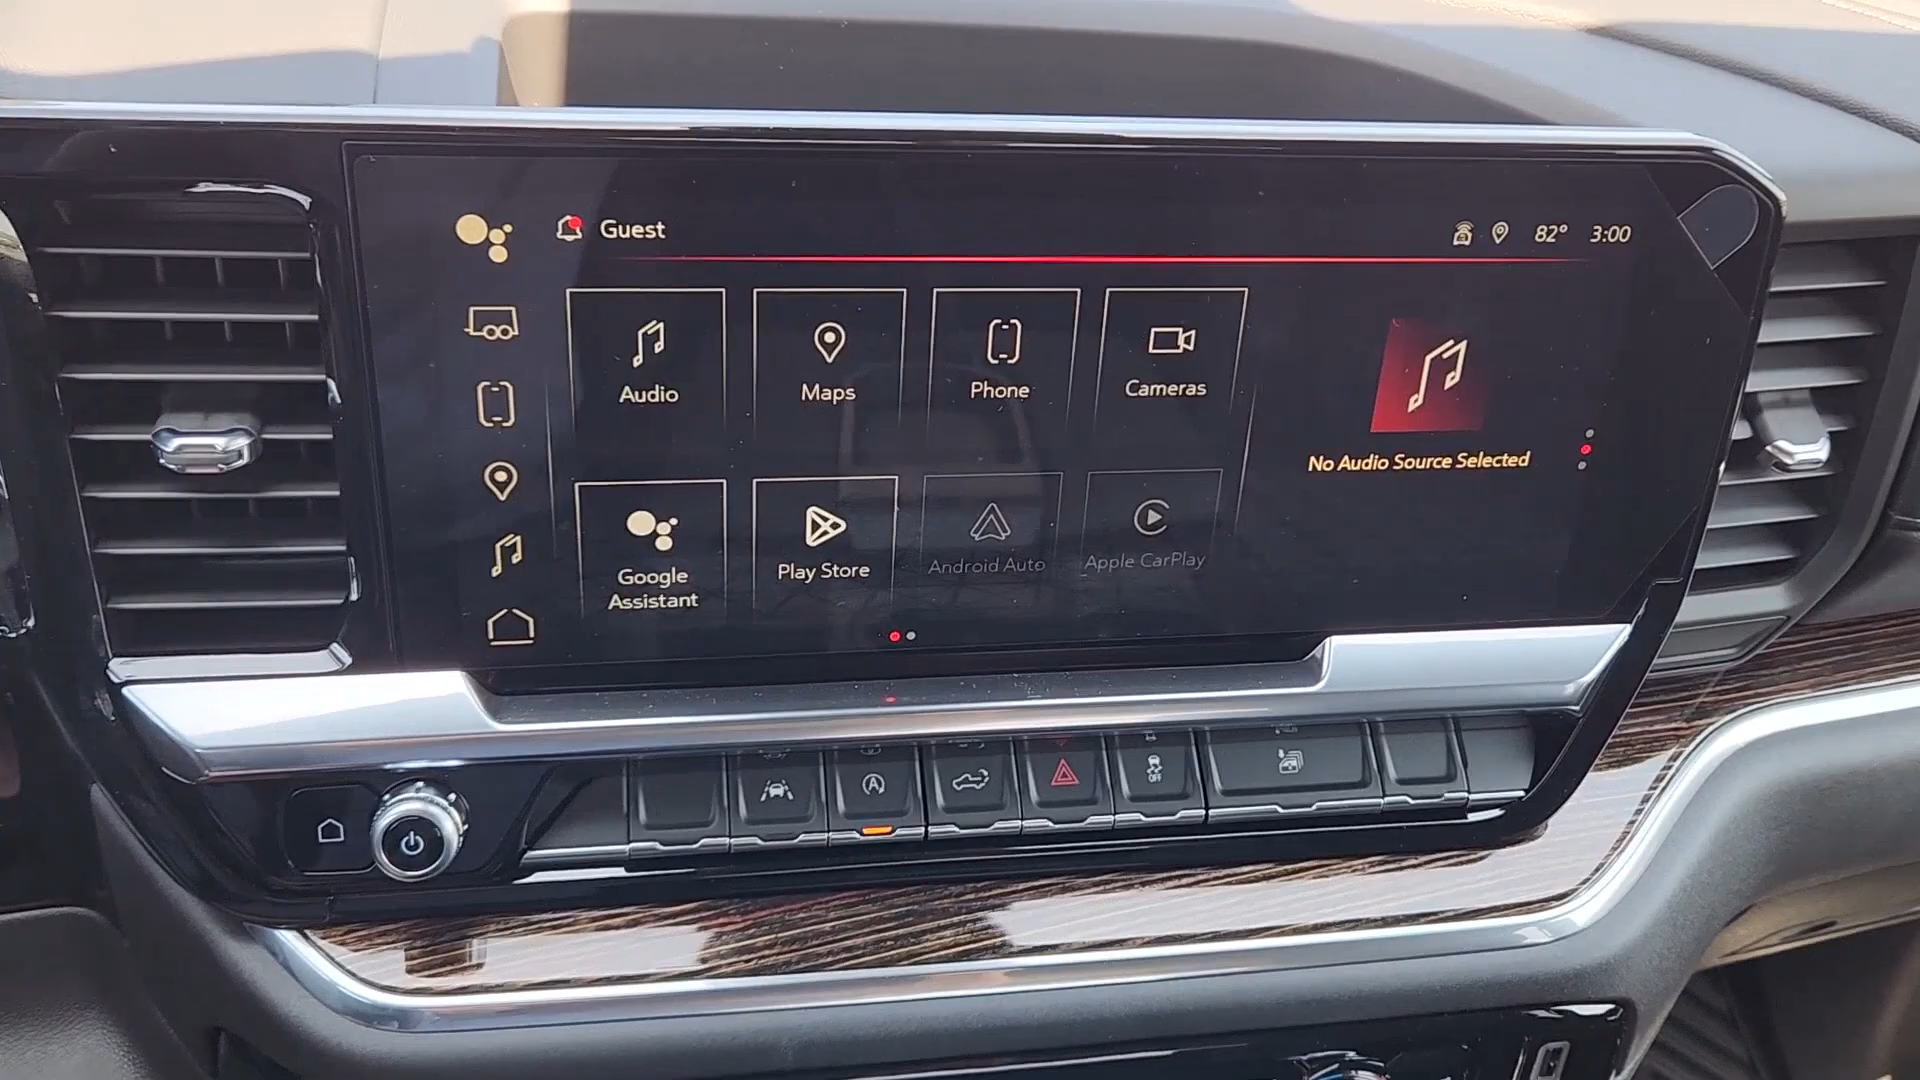 Guest
82° 3:00
Audio
Maps
Phone
Cameras
No Audio Source Selected
Google
Assistant
Play Store
Android Auto
Apple CarPlay
A
OFF